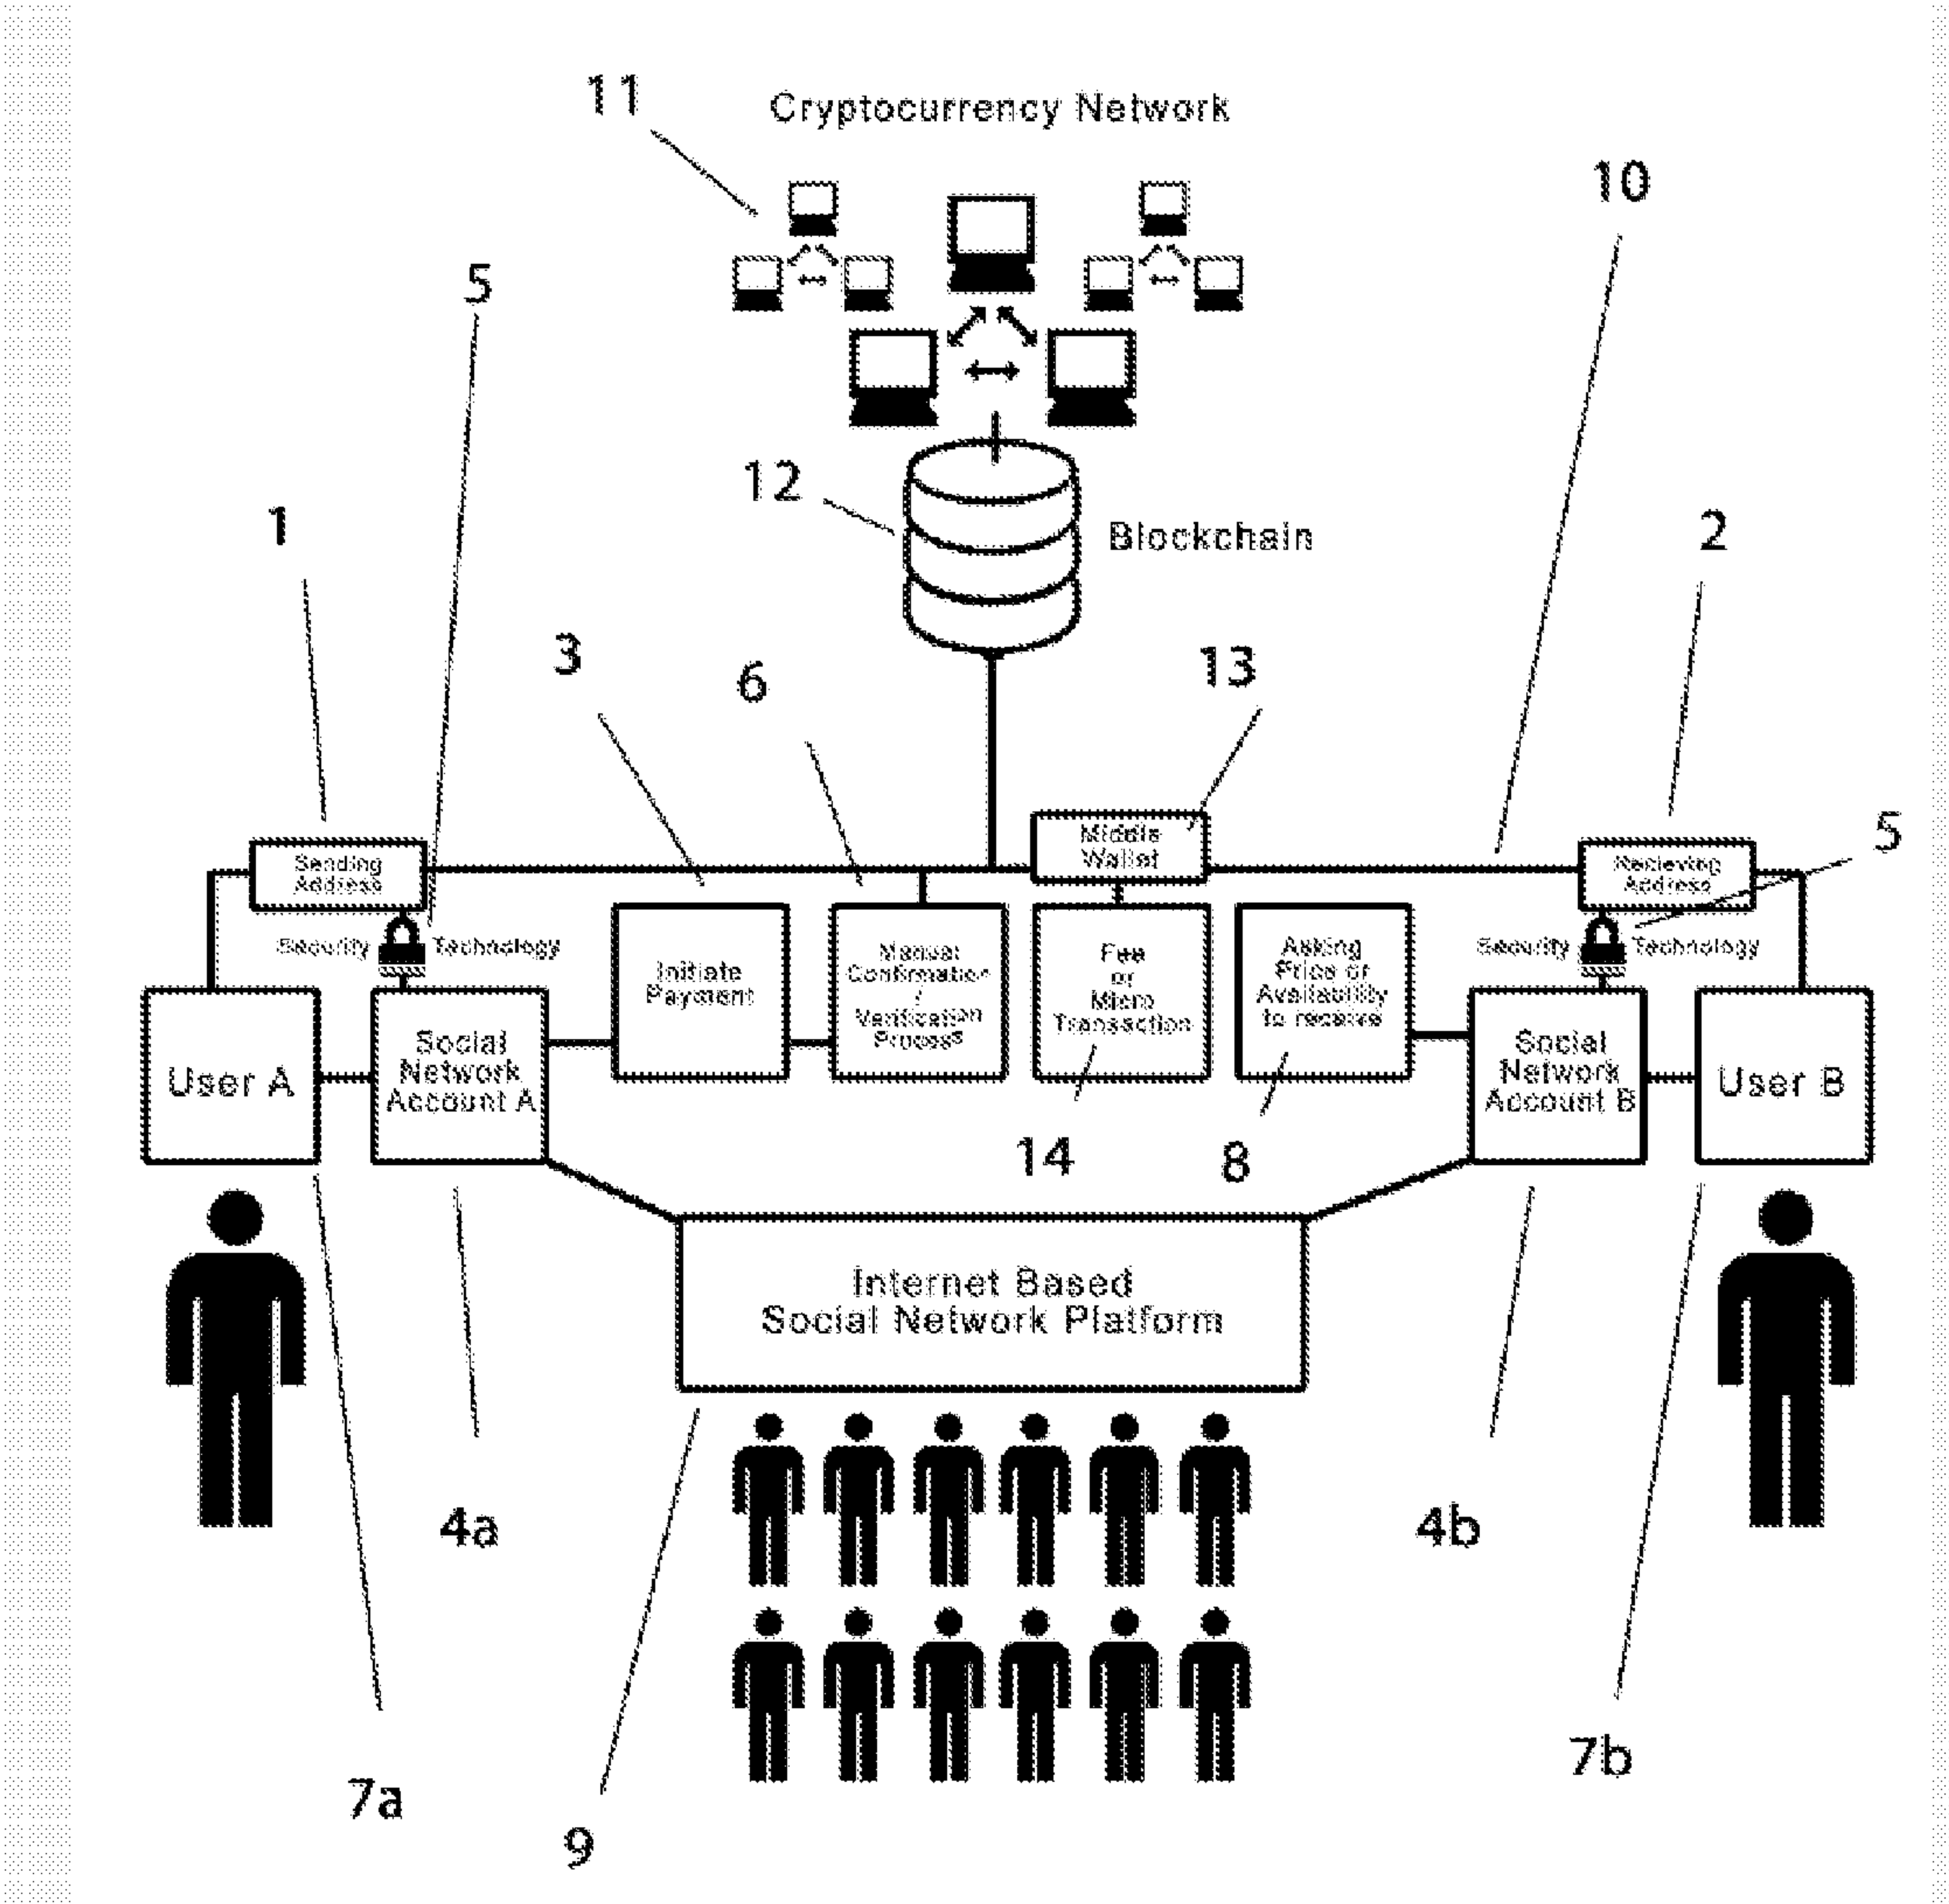 11
Cryptocurrency Network
10
5
12
Blockchain
1
2
3
6
13
5
Middle
Wallet
Sending
Address
Recieving
Address
Security
Technology
Security
Technology
Initiate
Payment
Manual
Confirmation
/
Verification
Process
Fee
or
Micro
Transaction
Asking
Price or
Availability
to receive
User A
Social
Network
Account A
Social
Network
Account B
User B
14
8
Internet Based
Social Network Platform
4a
4b
7a
7b
9